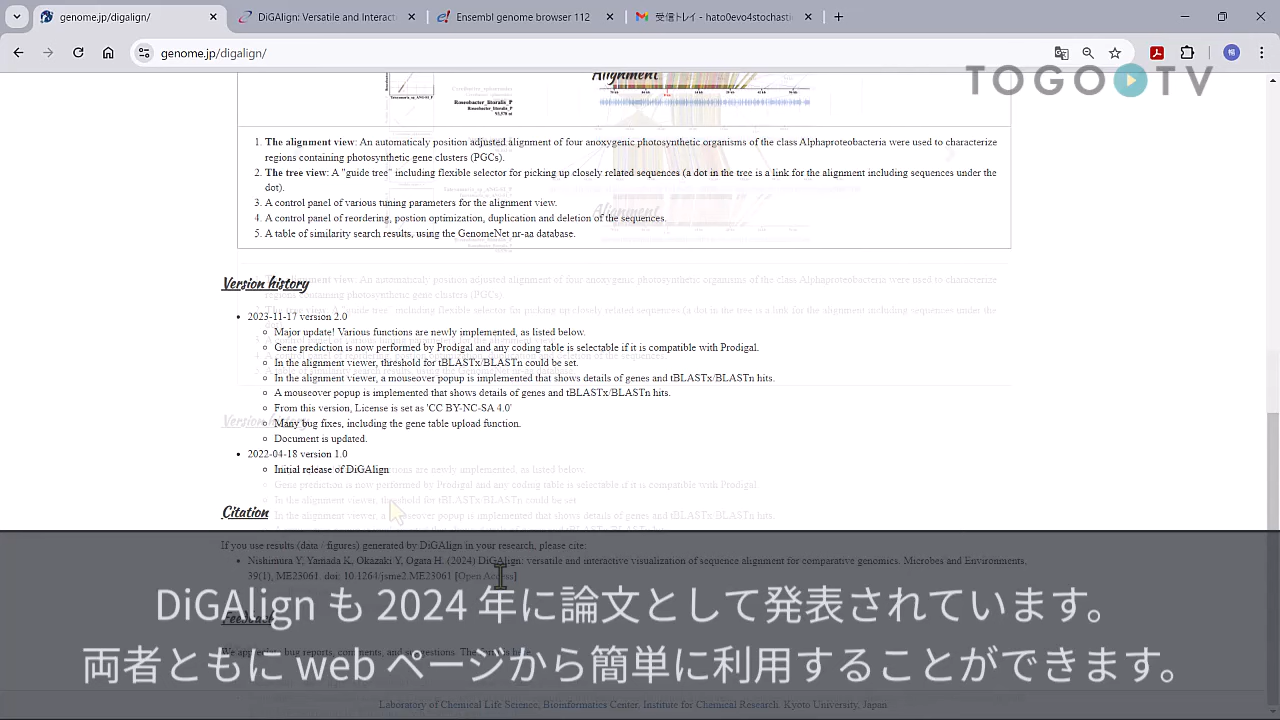 DiGAlign
DiGAlign: Versatile and Interact
Ensembl genome browser 112
受信トレイ - hato0ev4stochastic
genome.jp/digalign/
TOGO TV
Alignment
1. The alignment view: An automaticaly position adjusted alignment of four anoxygenic photosynthetic organisms of the class Alphaproteobacteria were used to characterize
regions containing photosynthetic gene clusters (PGCs).
2. The tree view: A "guide tree" including flexible selector for picking up closely related sequences (a dot in the tree is a link for the alignment including sequences under the
dot).
3. A control panel of various tuning parameters for the alignment view.
4. A control panel of reordering, postion optimization, duplication and deletion of the sequences.
5. A table of similarity search results, using the GenomeNet nr-aa database.
Version history
2023-11-17 version 2.0
Major update! Various functions are newly implemented, as listed below.
Gene prediction is now performed by Prodigal and any coding table is selectable if it is compatible with Prodigal.
In the alignment viewer, threshold for tBLASTx/BLASTn could be set.
In the alignment viewer, a mouseover popup is implemented that shows details of genes and tBLASTx/BLASTn hits.
A mouseover popup is implemented that shows details of genes and tBLASTx/BLASTn hits.
From this version, License is set as 'CC BY-NC-SA 4.0'
Many bug fixes, including the gene table upload function.
Document is updated.
2022-04-18 version 1.0
Initial release of DiGAlign
Citation
If you use results (data / figures) generated by DiGAlign in your research, please cite:
Nishimura Y, Yamada K, Okazaki Y, Ogata H. (2024) DiGAlign: versatile and interactive visualization of sequence alignment for comparative genomics. Microbes and Environments,
39(1), ME23061. doi: 10.1264/jsme2.ME23061 [Open Access]
DiGAlign も 2024 年に論文として発表されています。
両者ともに web ページから簡単に利用することができます。
Laboratory of Chemical Life Science, Bioinformatics Center, Institute for Chemical Research, Kyoto University, Japan